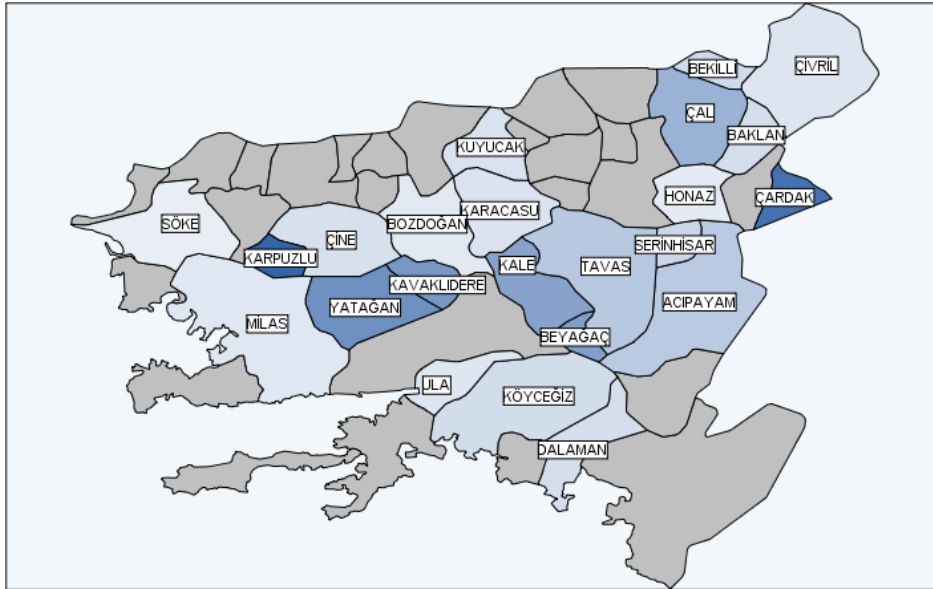 BEKİLLİ
ÇİVRİL
ÇAL
BAKLAN
KUYUCAK
HONAZ
ÇARDAK
KARACASU
SÖKE
BOZDOĞAN
ÇİNE
SERİNHİSAR
KARPUZLU
KALE
TAVAS
KAVAKLIDERE
YATAĞAN
ACIPAYAM
MİLAS
BEYAĞAÇ
ULA
KÖYCEĞİZ
DALAMAN